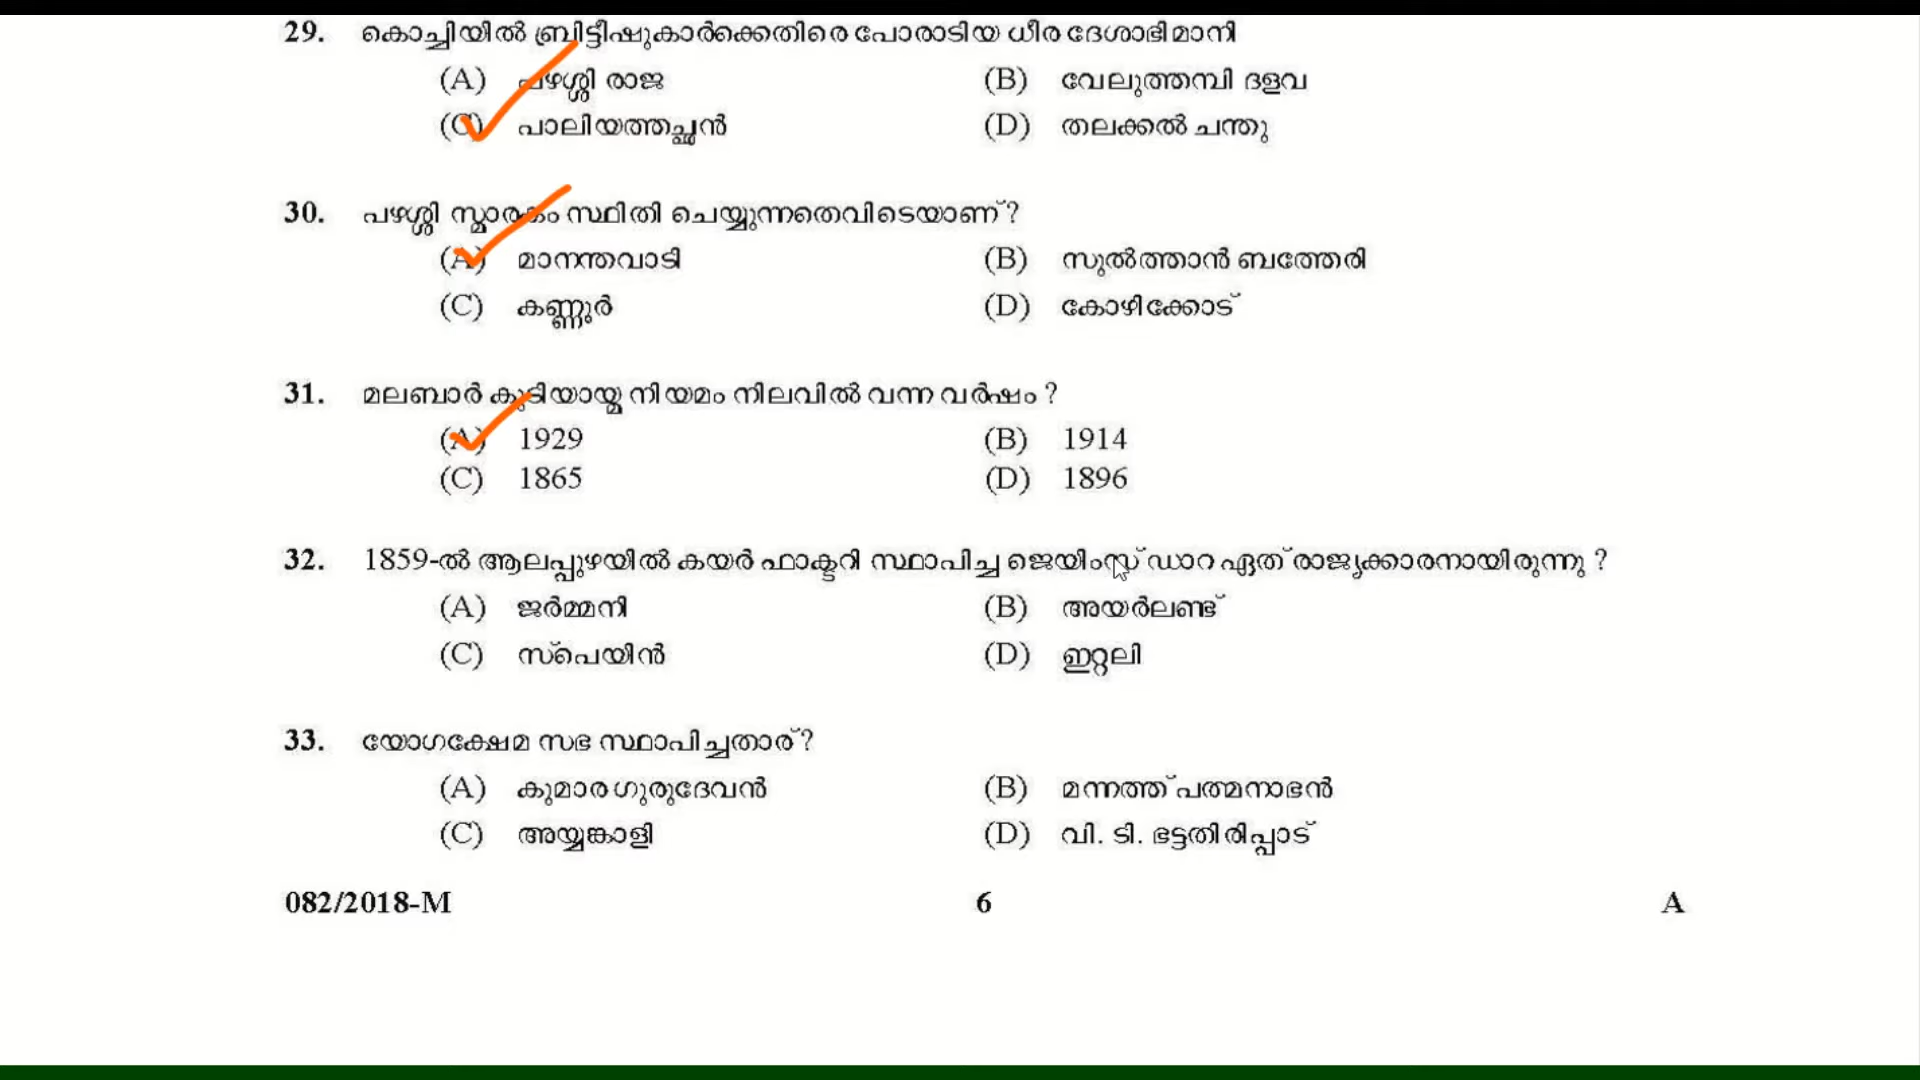 29. കൊച്ചിയിൽ ബ്രിട്ടീഷുകാർക്കെതിരെ പോരാടിയ ധീര ദേശാഭിമാനി
(A) പഴശ്ശി രാജ (B) വേലുത്തമ്പി ദളവ
(C) പാലിയത്തച്ഛൻ (D) തലക്കൽ ചന്തു
30. പഴശ്ശി സ്മാരകം സ്ഥിതി ചെയ്യുന്നതെവിടെയാണ് ?
(A) മാനന്തവാടി (B) സുൽത്താൻ ബത്തേരി
(C) കണ്ണൂർ (D) കോഴിക്കോട്
31. മലബാർ കുടിയായ്മ നിയമം നിലവിൽ വന്ന വർഷം ?
(A) 1929 (B) 1914
(C) 1865 (D) 1896
32. 1859-ൽ ആലപ്പുഴയിൽ കയർ ഫാക്ടറി സ്ഥാപിച്ച ജെയിംസ്സ് ഡാറ ഏത് രാജ്യക്കാരനായിരുന്നു ?
(A) ജർമ്മനി (B) അയർലണ്ട്
(C) സ്പെയിൻ (D) ഇറ്റലി
33. യോഗക്ഷേമ സഭ സ്ഥാപിച്ചതാര് ?
(A) കുമാരഗുരുദേവൻ (B) മന്നത്ത് പത്മനാഭൻ
(C) അയ്യങ്കാളി (D) വി. ടി. ഭട്ടതിരിപ്പാട്
082/2018-M 6 A